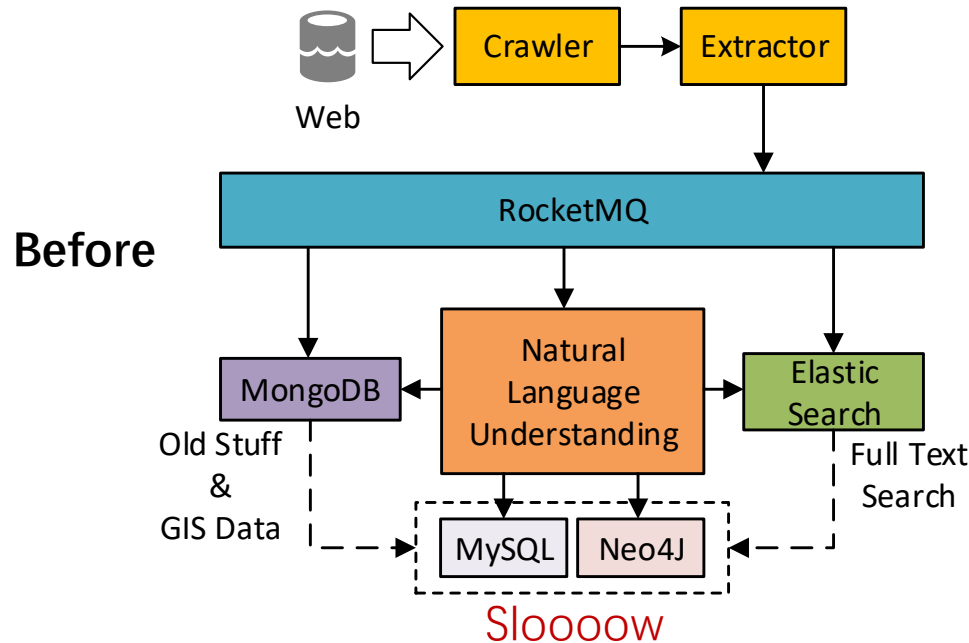 Crawler
Extractor
Web
RocketMQ
Before
Natural
Language
Understanding
MongoDB
Elastic
Search
Old Stuff
&
GIS Data
Full Text
Search
MySQL
Neo4J
Slooooow